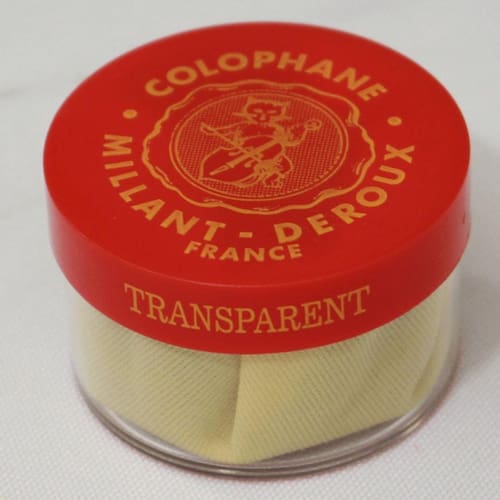 COLOPHANE
MILLANT-DEROUX
FRANCE
TRANSPARENT